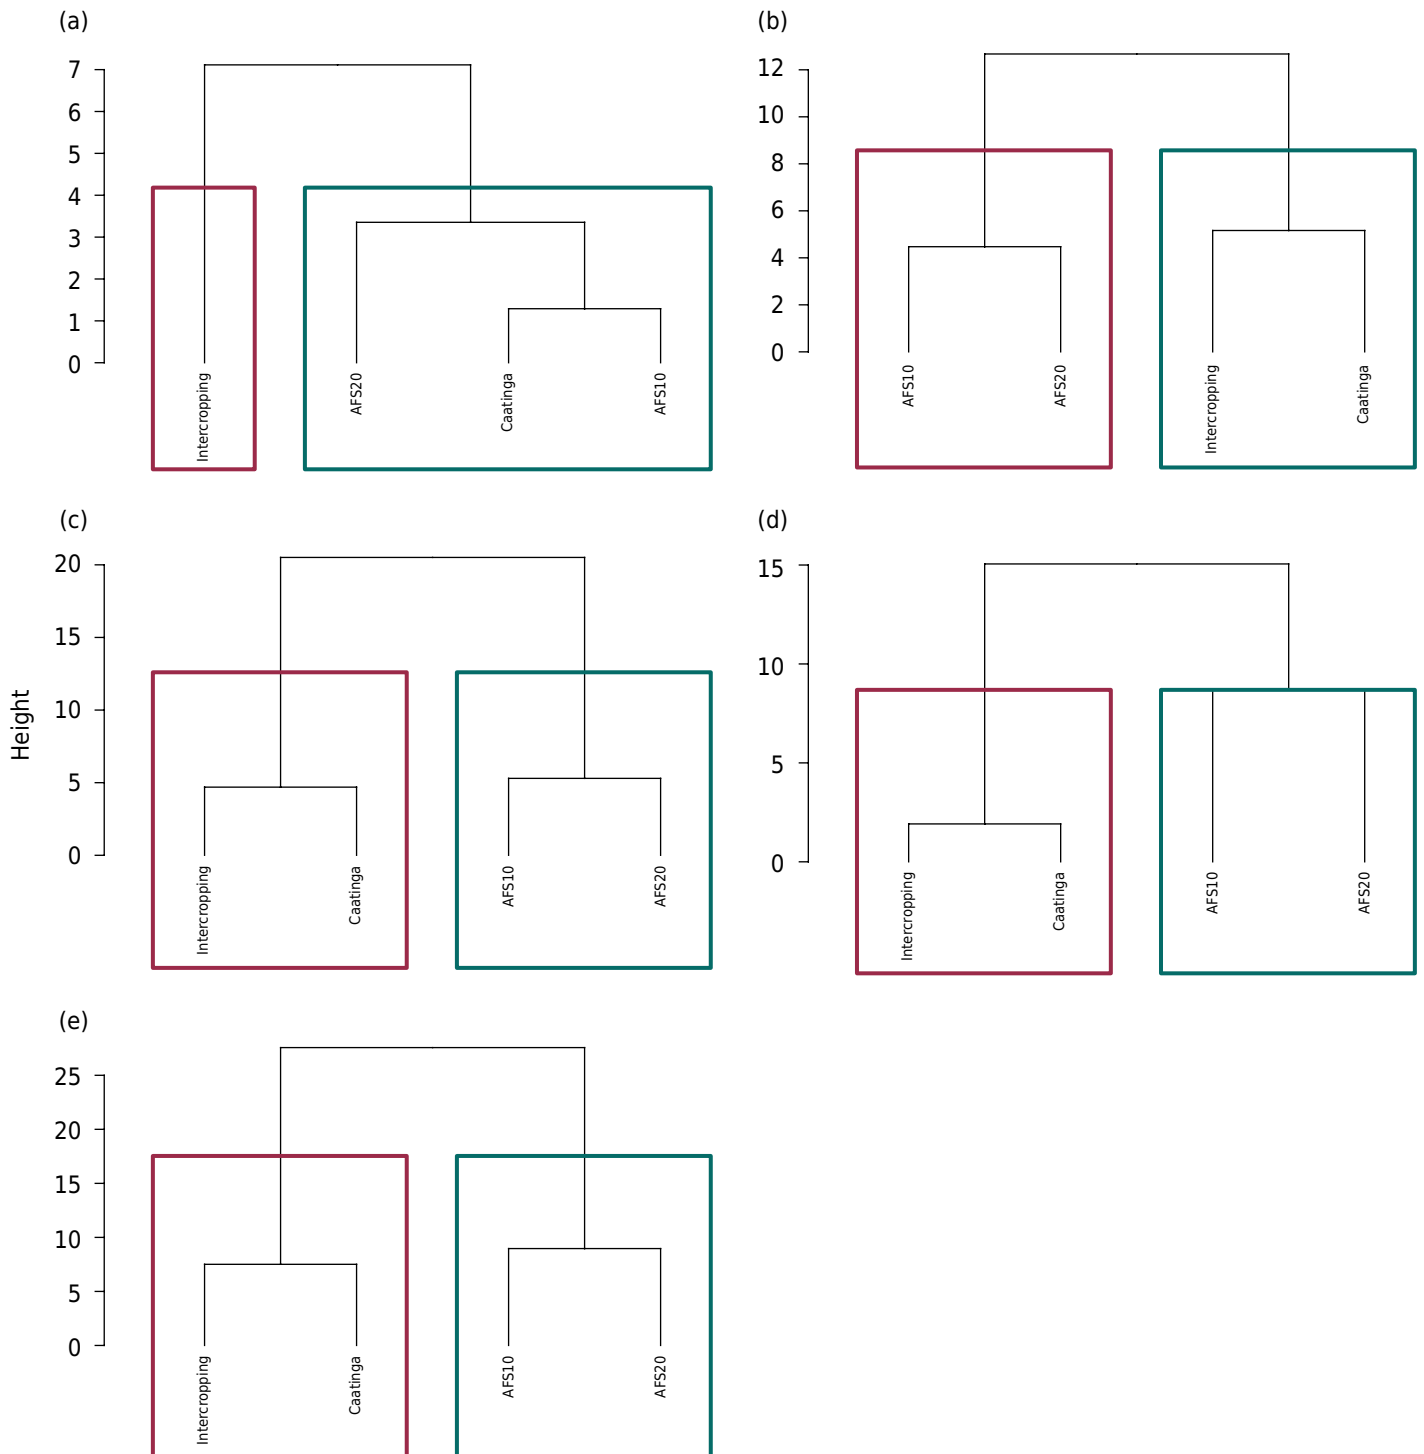 (a)
7
6
5
4
3
2
1
0
Intercropping
AFS20
Caatinga
AFS10
(b)
12
10
8
6
4
2
0
AFS10
AFS20
Intercropping
Caatinga
Height
(c)
20
15
10
5
0
Intercropping
Caatinga
AFS10
AFS20
(d)
15
10
5
0
Intercropping
Caatinga
AFS10
AFS20
(e)
25
20
15
10
5
0
Intercropping
Caatinga
AFS10
AFS20